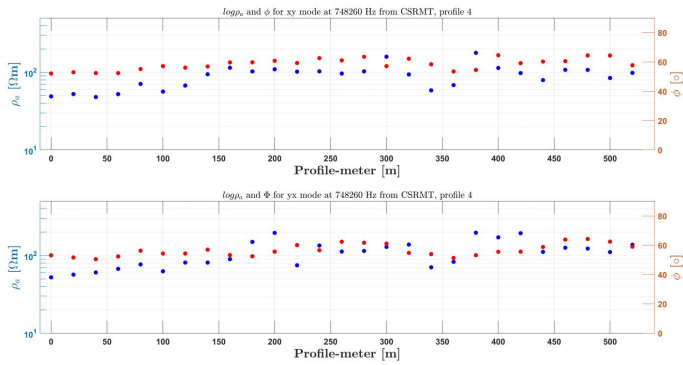 logρₐ and ϕ for xy mode at 748260 Hz from CSRMT, profile 4
10²
10¹
ρₐ [Ωm]
80
60
40
20
0
ϕ [○]
0 50 100 150 200 250 300 350 400 450 500
Profile-meter [m]
logρₐ and Φ for yx mode at 748260 Hz from CSRMT, profile 4
10²
10¹
ρₐ [Ωm]
80
60
40
20
0
ϕ [○]
0 50 100 150 200 250 300 350 400 450 500
Profile-meter [m]